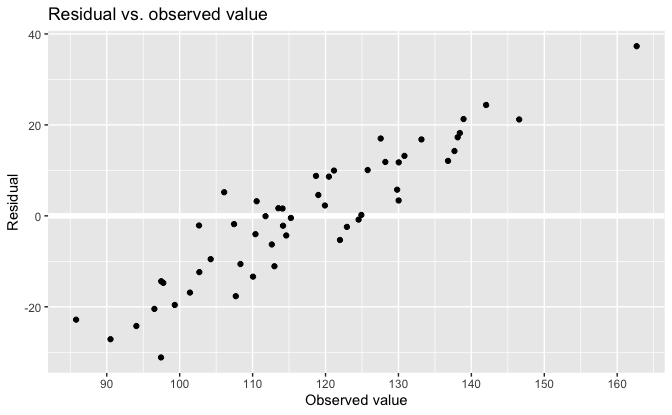 Residual vs. observed value
40
20
0
-20
Residual
90 100 110 120 130 140 150 160
Observed value